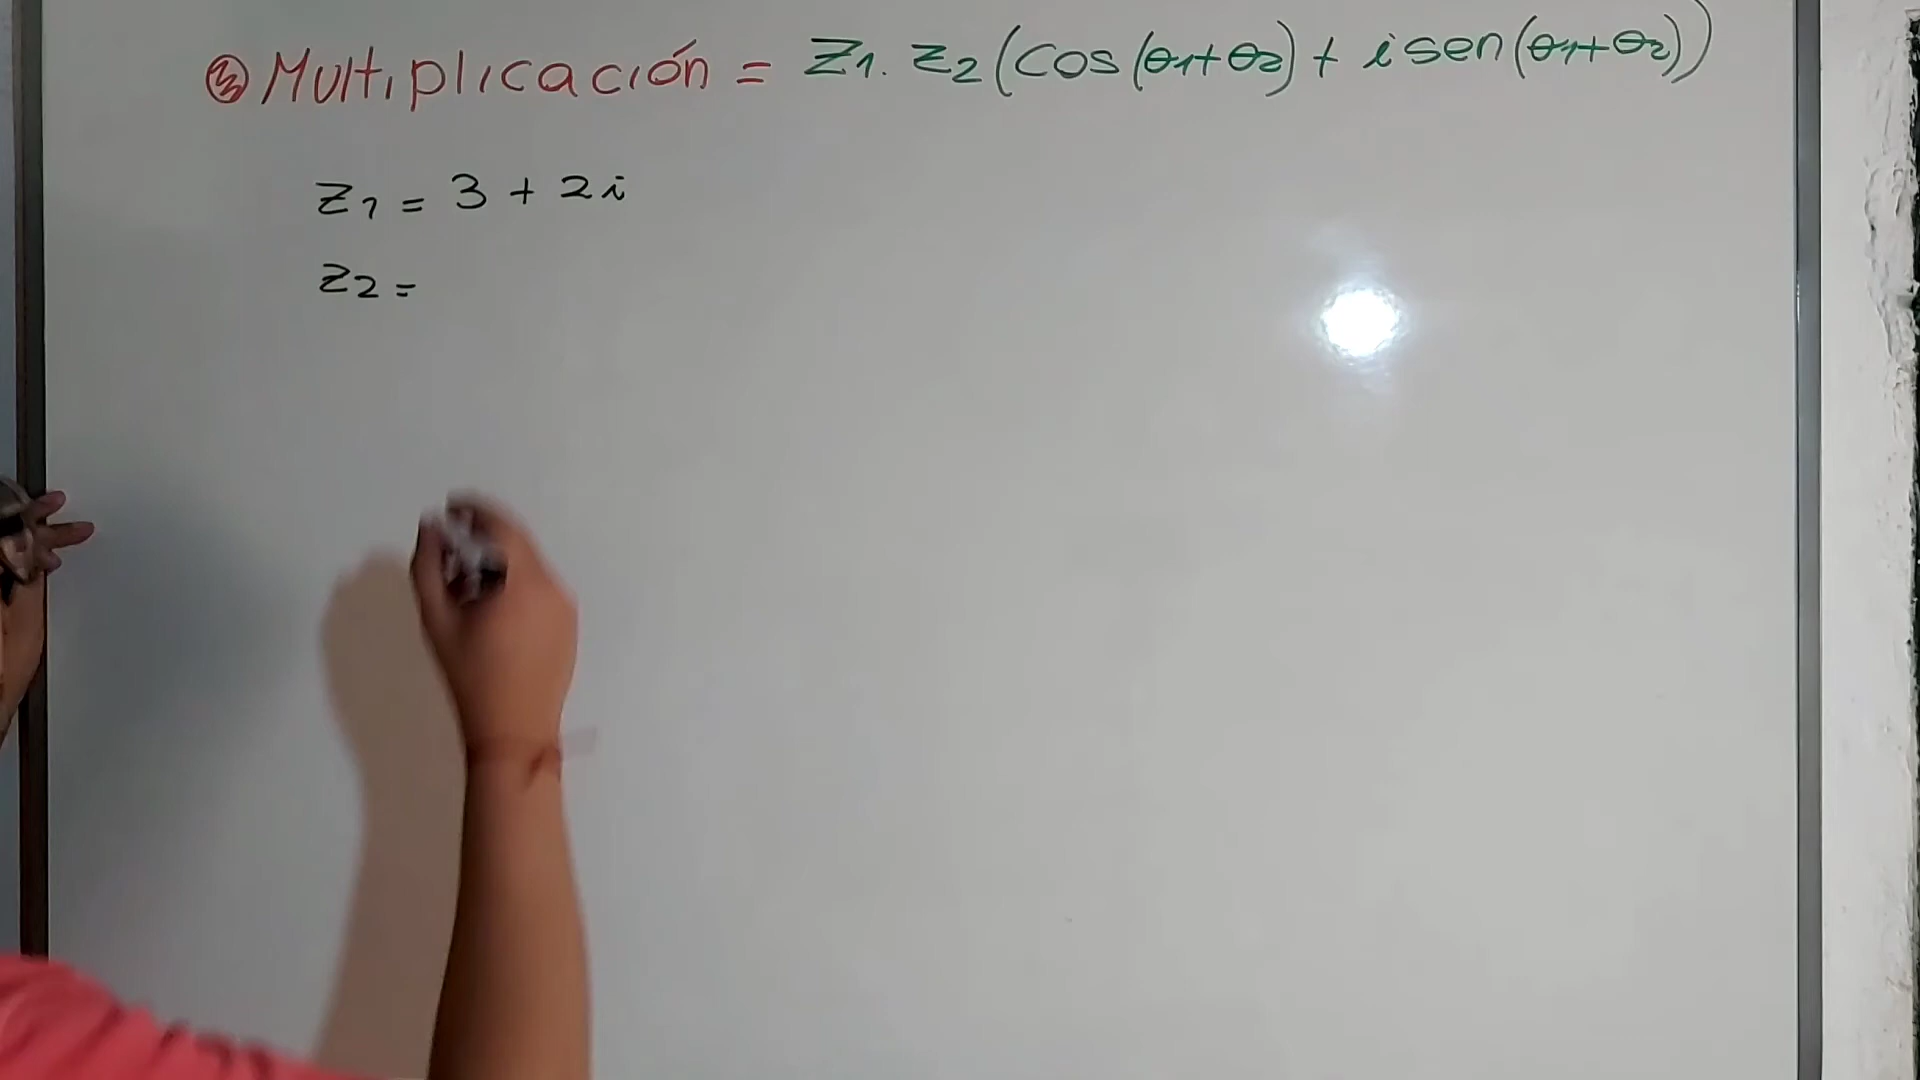 ③ Multiplicación = Z1. Z2 (cos (θ1+θ2) + i sen (θ1+θ2))
Z1 = 3 + 2i
Z2 =